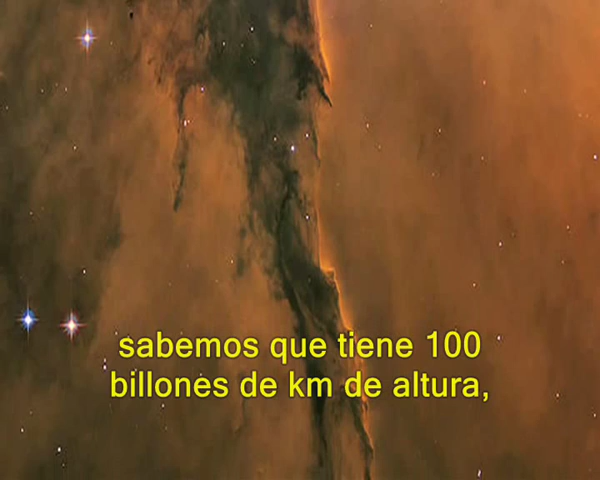 sabemos que tiene 100
billones de km de altura,